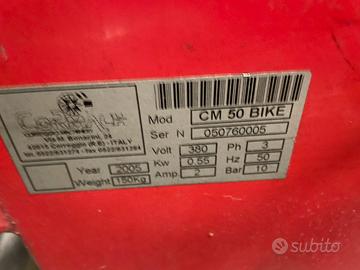 Mod CM 50 BIKE
Ser N 050760005
42015 Correggio (R.E) - ITALY
Volt 380 Ph 3
Kw 0.55 Hz 50
Amp 2 Bar 10
Year 2005
Weight 150Kg
subito